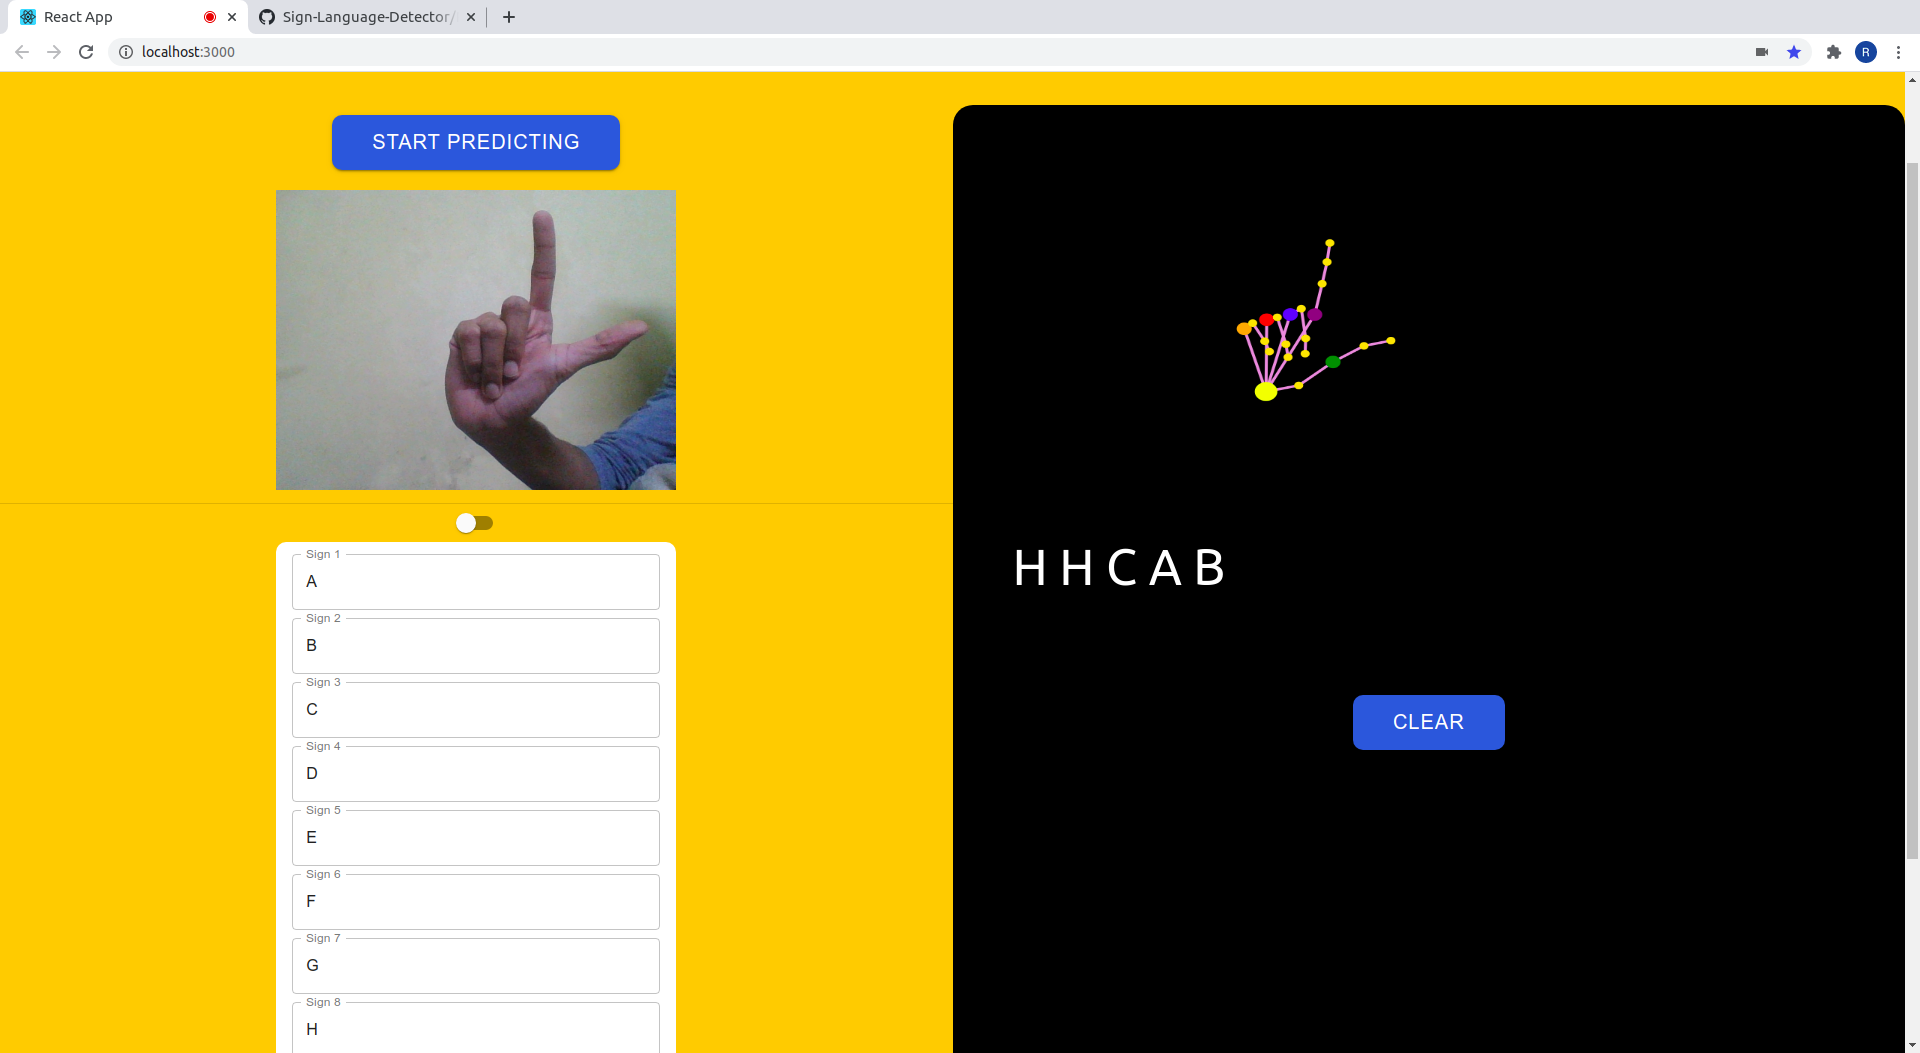 React App
Sign-Language-Detector/
localhost:3000
R
START PREDICTING
Sign 1
A
Sign 2
B
Sign 3
C
Sign 4
D
Sign 5
E
Sign 6
F
Sign 7
G
Sign 8
H
H H C A B
CLEAR